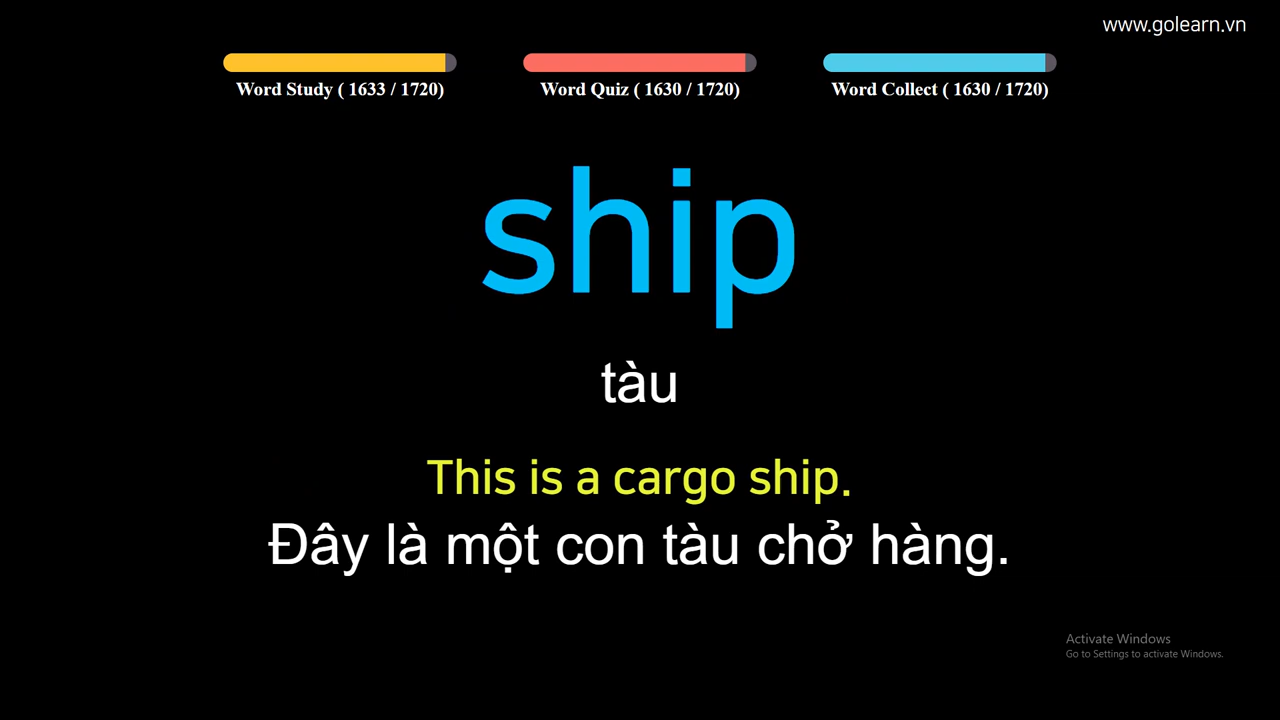 www.golearn.vn
Word Study ( 1633 / 1720)
Word Quiz ( 1630 / 1720)
Word Collect ( 1630 / 1720)
ship
tàu
This is a cargo ship.
Đây là một con tàu chở hàng.
Activate Windows
Go to Settings to activate Windows.